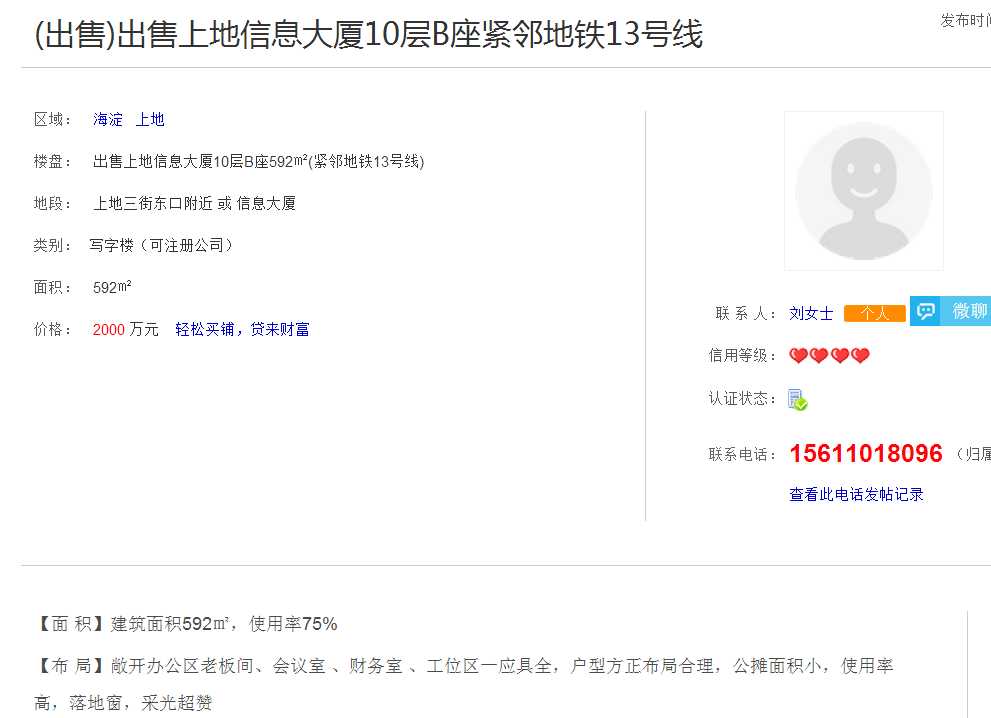 (出售)出售上地信息大厦10层B座紧邻地铁13号线
发布时间
区域： 海淀 上地
楼盘： 出售上地信息大厦10层B座592㎡(紧邻地铁13号线)
地段： 上地三街东口附近 或 信息大厦
类别： 写字楼（可注册公司）
面积： 592㎡
价格： 2000 万元 轻松买铺，贷来财富
联 系 人： 刘女士 个人 微聊
信用等级：
认证状态：
联系电话： 15611018096 （归属
查看此电话发帖记录
【面 积】建筑面积592㎡，使用率75%
【布 局】敞开办公区老板间、会议室 、财务室 、工位区一应具全，户型方正布局合理，公摊面积小，使用率
高，落地窗，采光超赞